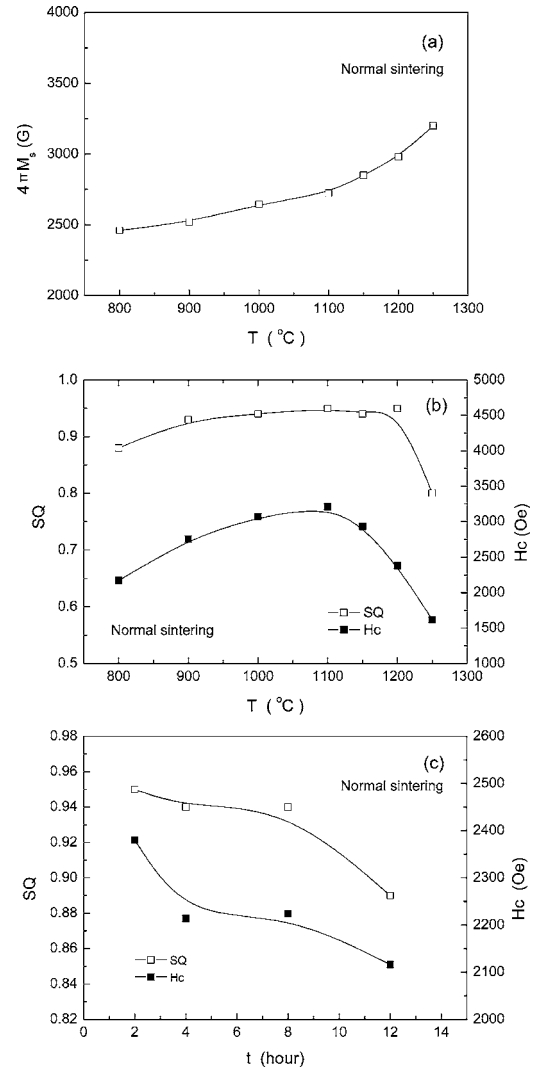 (a)
Normal sintering
4πMs (G)
4000
3500
3000
2500
2000
800 900 1000 1100 1200 1300
T (°C)
(b)
SQ
1.0
0.9
0.8
0.7
0.6
0.5
Hc (Oe)
5000
4500
4000
3500
3000
2500
2000
1500
1000
SQ
Hc
Normal sintering
800 900 1000 1100 1200 1300
T (°C)
(c)
Normal sintering
SQ
0.98
0.96
0.94
0.92
0.90
0.88
0.86
0.84
0.82
Hc (Oe)
2600
2500
2400
2300
2200
2100
2000
SQ
Hc
0 2 4 6 8 10 12 14
t (hour)